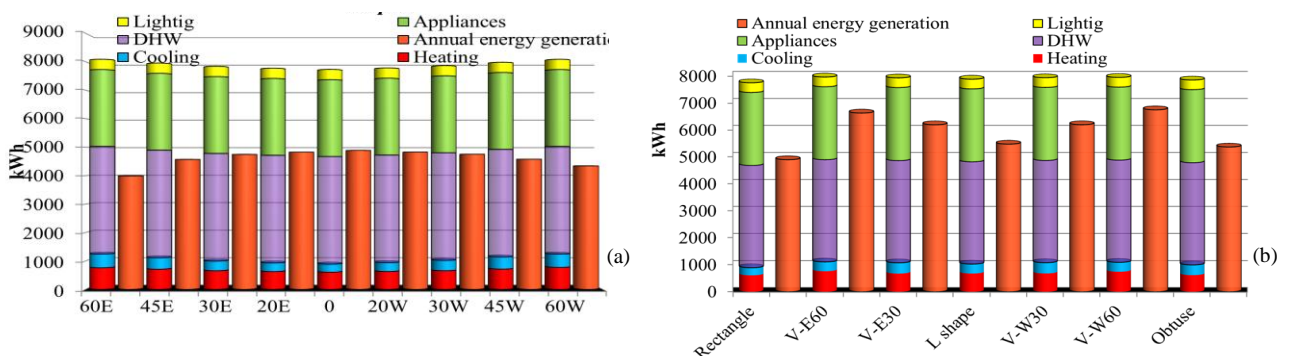 Lightig Appliances
DHW Annual energy generati
Cooling Heating
9000
8000
7000
6000
5000
4000
3000
2000
1000
0
kWh
60E 45E 30E 20E 0 20W 30W 45W 60W
(a)
Annual energy generation Lightig
Appliances DHW
Cooling Heating
8000
7000
6000
5000
4000
3000
2000
1000
0
kWh
Rectangle V-E60 V-E30 L shape V-W30 V-W60 Obtuse
(b)